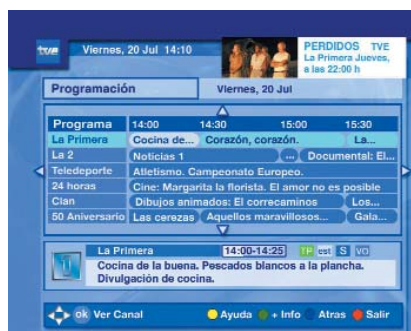 tve Viernes, 20 Jul 14:10
PERDIDOS TVE
La Primera Jueves,
a las 22:00 h
Programación Viernes, 20 Jul
Programa 14:00 14:30 15:00 15:30
La Primera Cocina de... Corazón, corazón. La...
La 2 Noticias 1 ... Documental: El...
Teledeporte Atletismo. Campeonato Europeo.
24 horas Cine: Margarita la florista. El amor no es posible
Clan Dibujos animados: El correcaminos Los...
50 Aniversario Las cerezas Aquellos maravillosos... Gala...
La Primera 14:00-14:25 TP est S VO
1 Cocina de la buena. Pescados blancos a la plancha.
Divulgación de cocina.
ok Ver Canal Ayuda + Info Atras Salir